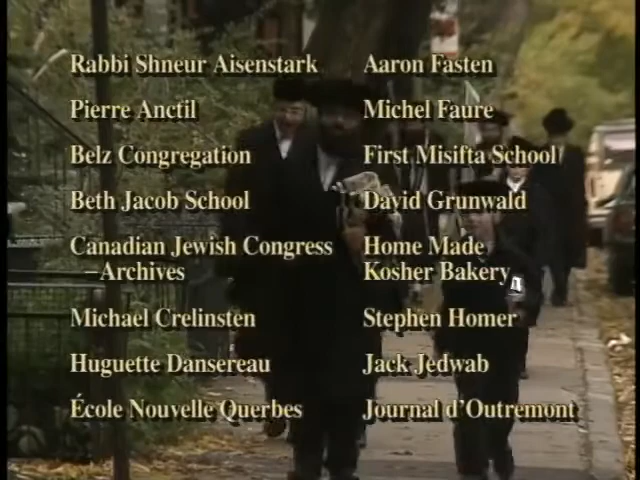 Rabbi Shneur Aisenstark
Pierre Anctil
Belz Congregation
Beth Jacob School
Canadian Jewish Congress
–Archives
Michael Crelinsten
Huguette Dansereau
École Nouvelle Querbes
Aaron Fasten
Michel Faure
First Misifta School
David Grunwald
Home Made
Kosher Bakery
Stephen Homer
Jack Jedwab
Journal d'Outremont